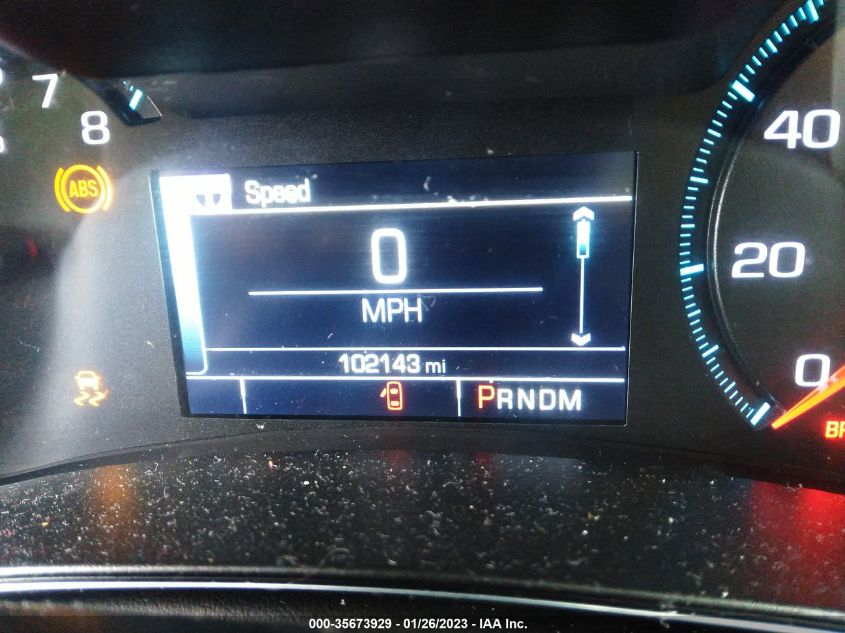 7
8
ABS
Speed
0
MPH
102143 mi
PRNDM
40
20
0
000-35673929 - 01/26/2023 - IAA Inc.